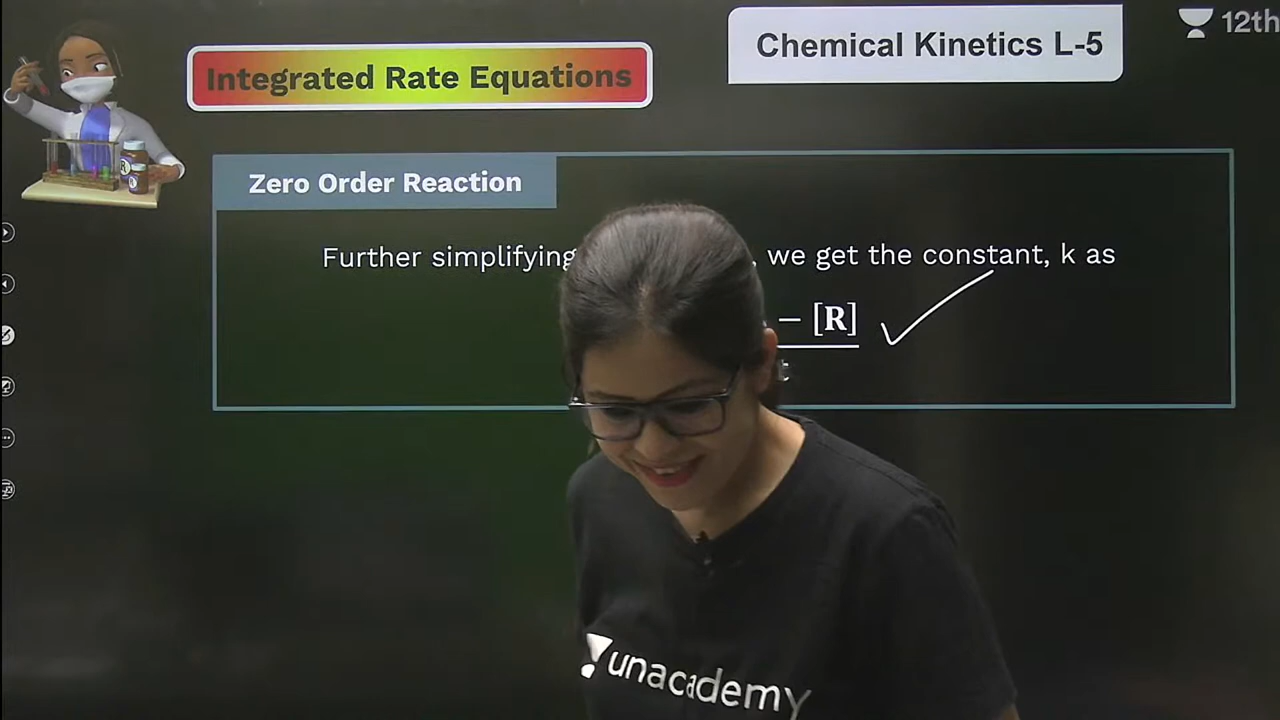 12th
Chemical Kinetics L-5
Integrated Rate Equations
Zero Order Reaction
Further simplifying , we get the constant, k as
− [R]
t
unacademy